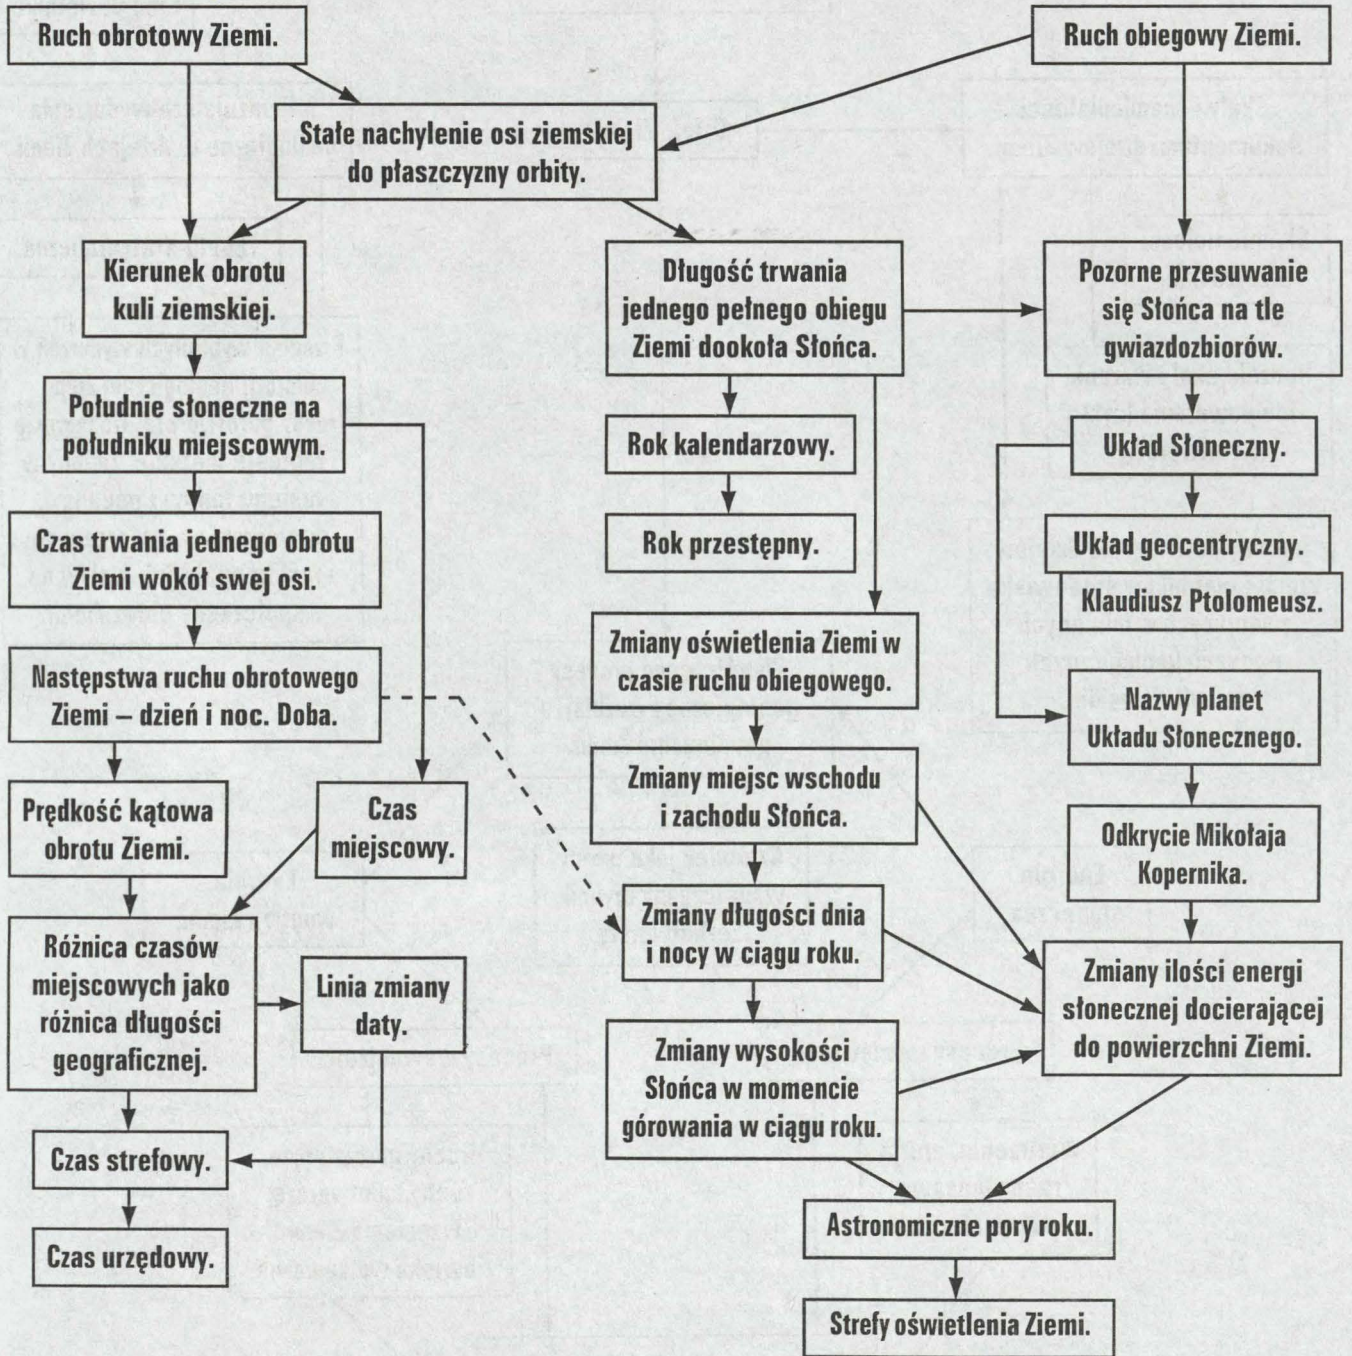 Ruch obrotowy Ziemi.
Ruch obiegowy Ziemi.
Stałe nachylenie osi ziemskiej
do płaszczyzny orbity.
Kierunek obrotu
kuli ziemskiej.
Długość trwania
jednego pełnego obiegu
Ziemi dookoła Słońca.
Pozorne przesuwanie
się Słońca na tle
gwiazdozbiorów.
Południe słoneczne na
południku miejscowym.
Rok kalendarzowy.
Układ Słoneczny.
Czas trwania jednego obrotu
Ziemi wokół swej osi.
Rok przestępny.
Układ geocentryczny.
Klaudiusz Ptolomeusz.
Następstwa ruchu obrotowego
Ziemi – dzień i noc. Doba.
Zmiany oświetlenia Ziemi w
czasie ruchu obiegowego.
Nazwy planet
Układu Słonecznego.
Prędkość kątowa
obrotu Ziemi.
Czas
miejscowy.
Zmiany miejsc wschodu
i zachodu Słońca.
Odkrycie Mikołaja
Kopernika.
Różnica czasów
miejscowych jako
różnica długości
geograficznej.
Linia zmiany
daty.
Zmiany długości dnia
i nocy w ciągu roku.
Zmiany ilości energi
słonecznej docierającej
do powierzchni Ziemi.
Zmiany wysokości
Słońca w momencie
górowania w ciągu roku.
Czas strefowy.
Czas urzędowy.
Astronomiczne pory roku.
Strefy oświetlenia Ziemi.